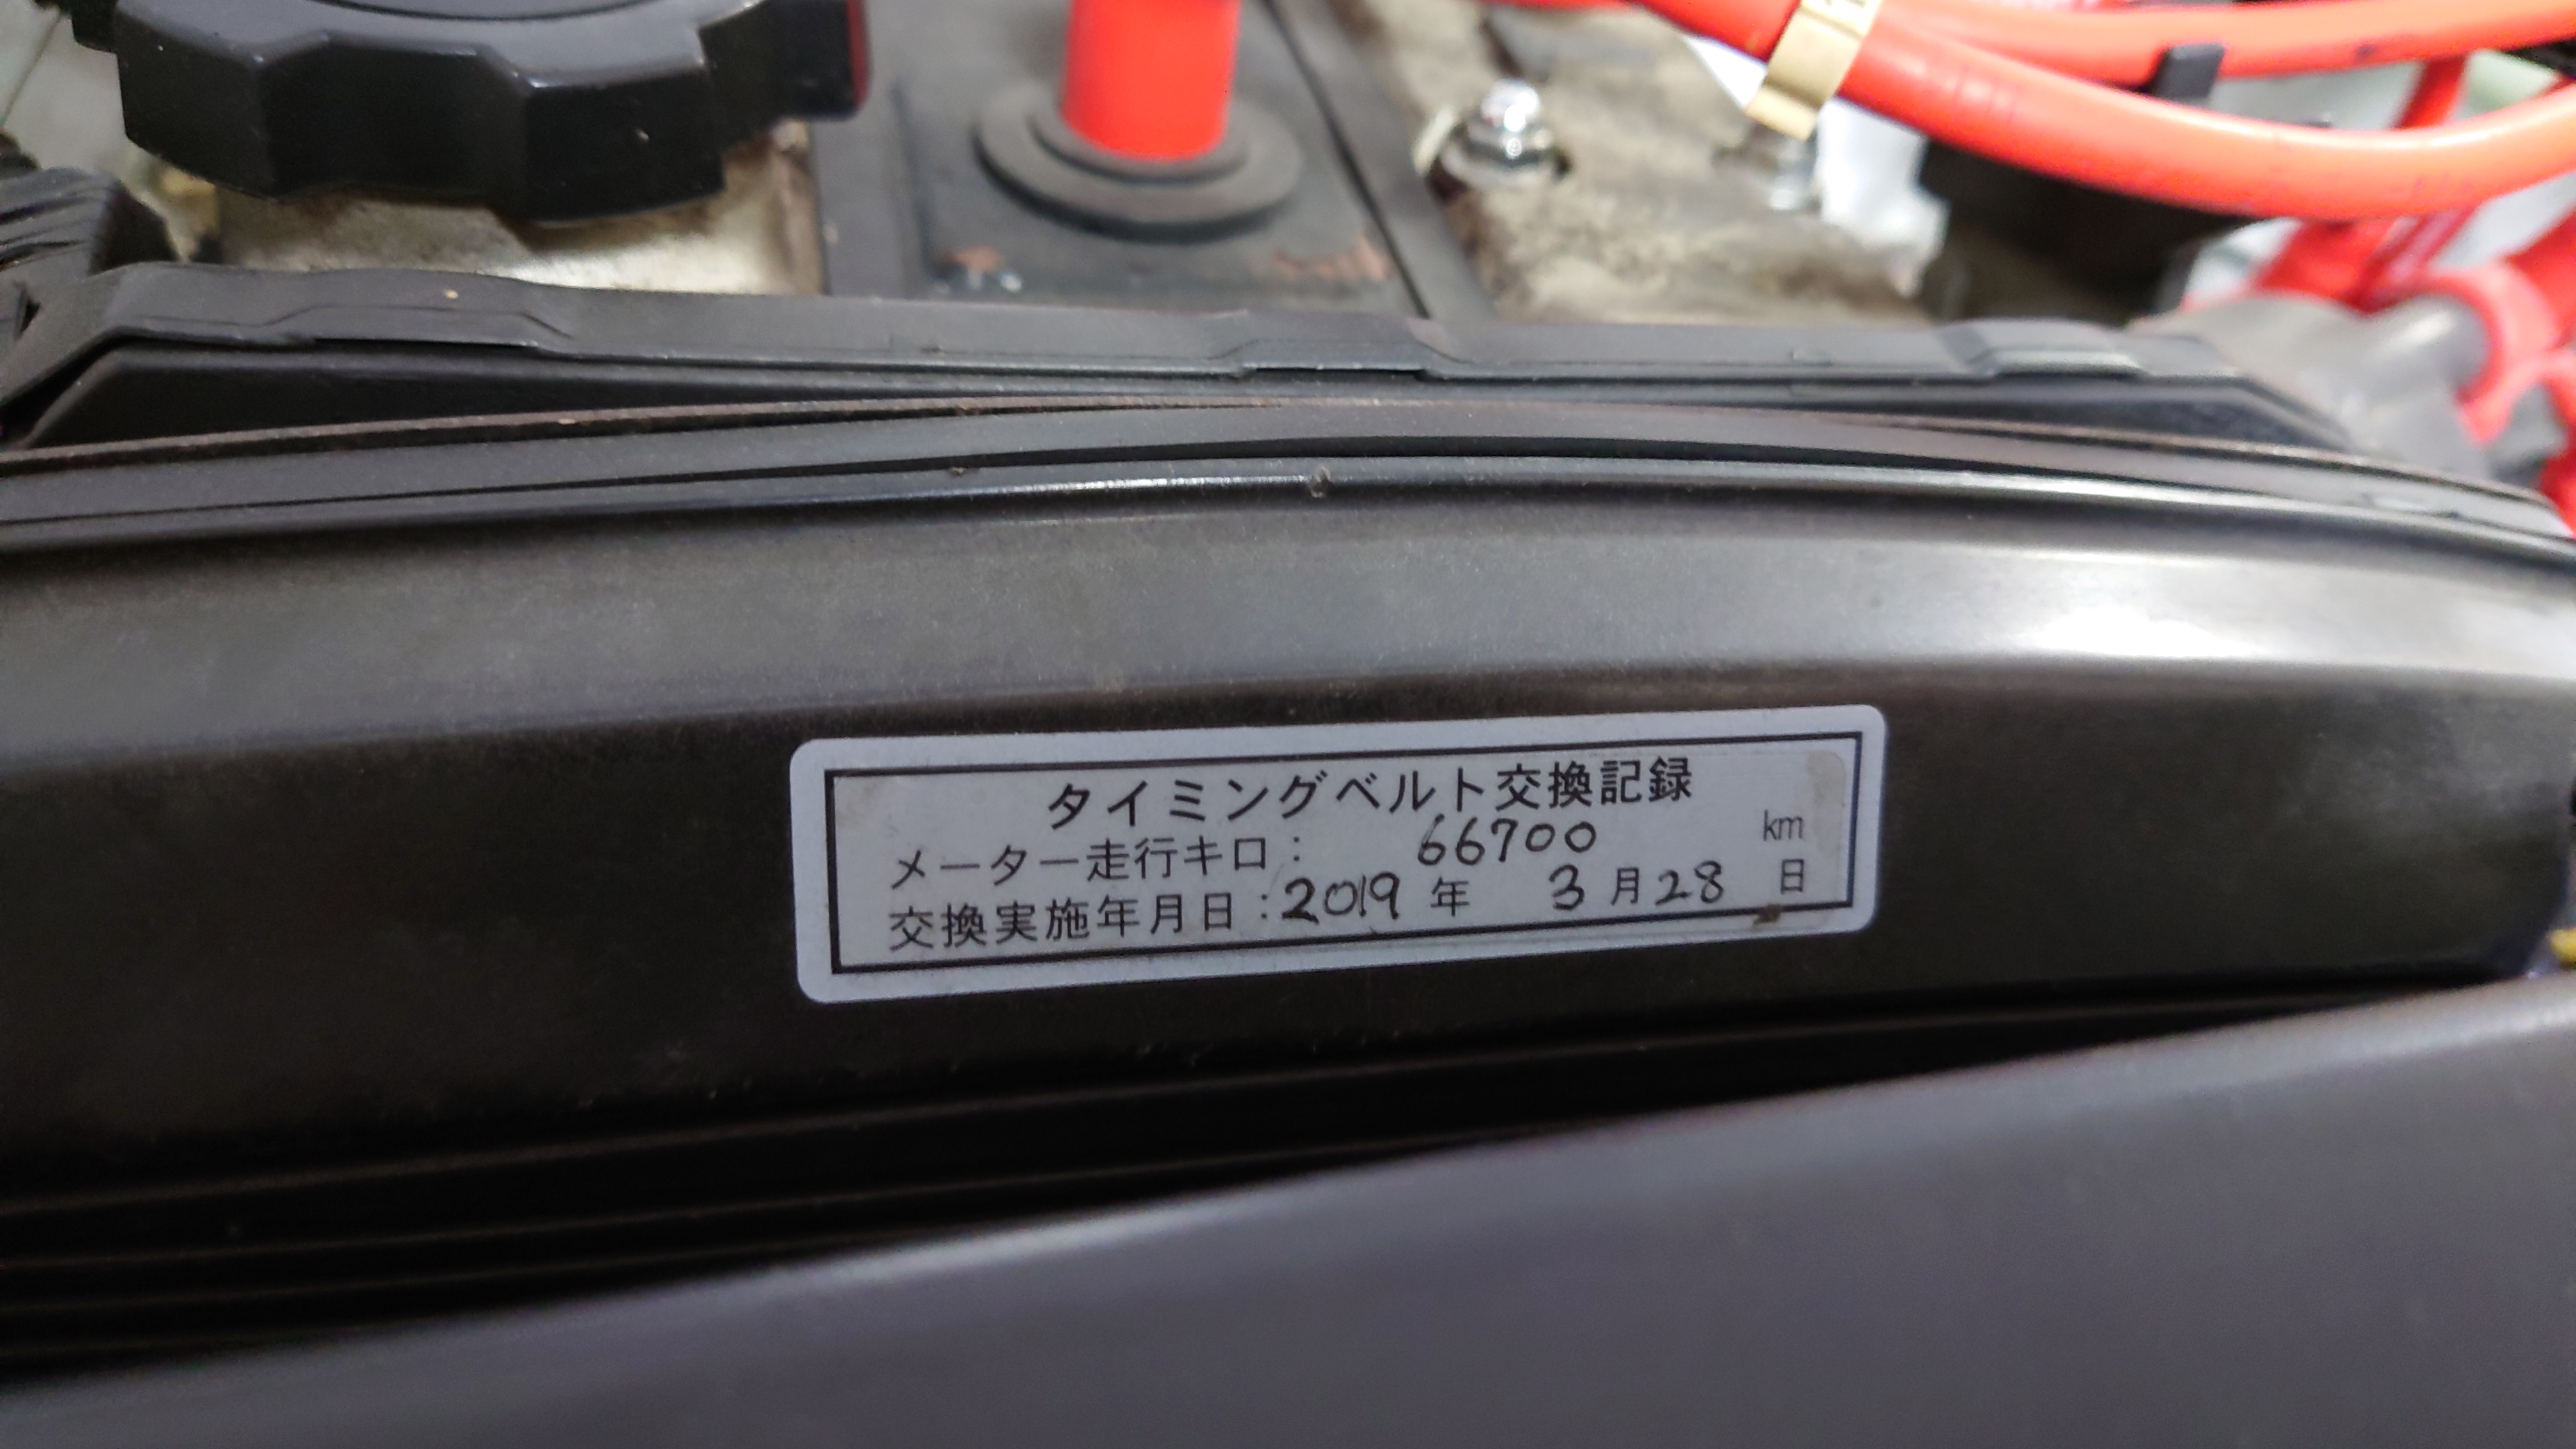 タイミングベルト交換記録
メーター走行キロ： 66700 km
交換実施年月日：2019 年 3 月 28 日